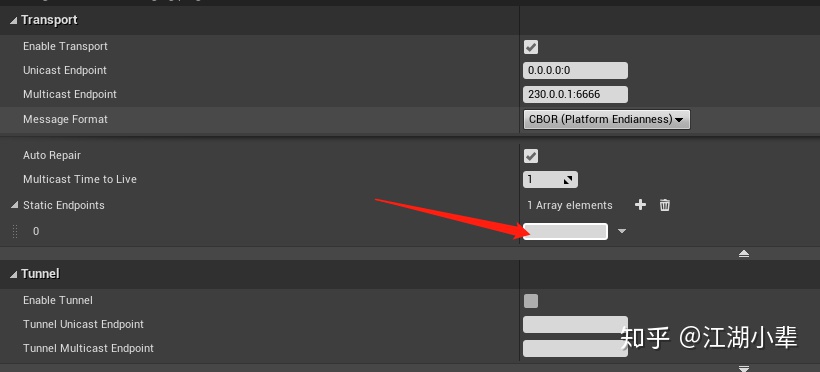 Transport
Enable Transport
Unicast Endpoint 0.0.0.0:0
Multicast Endpoint 230.0.0.1:6666
Message Format CBOR (Platform Endianness)
Auto Repair
Multicast Time to Live 1
Static Endpoints 1 Array elements
0
Tunnel
Enable Tunnel
Tunnel Unicast Endpoint
Tunnel Multicast Endpoint
知乎 @江湖小辈